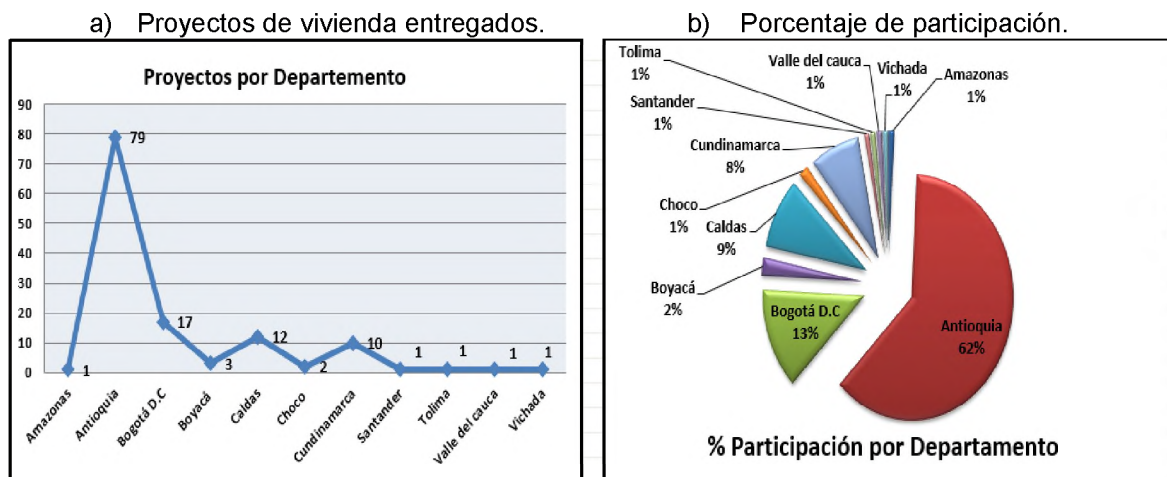 a) Proyectos de vivienda entregados.
b) Porcentaje de participación.
Proyectos por Departemento
90
80
70
60
50
40
30
20
10
0
1
79
17
3
12
2
10
1
1
1
1
Amazonas
Antioquia
Bogotá D.C
Boyacá
Caldas
Choco
Cundinamarca
Santander
Tolima
Valle del cauca
Vichada
Tolima
1%
Valle del cauca
1%
Vichada
1%
Amazonas
1%
Santander
1%
Cundinamarca
8%
Choco
1%
Caldas
9%
Boyacá
2%
Bogotá D.C
13%
Antioquia
62%
% Participación por Departamento